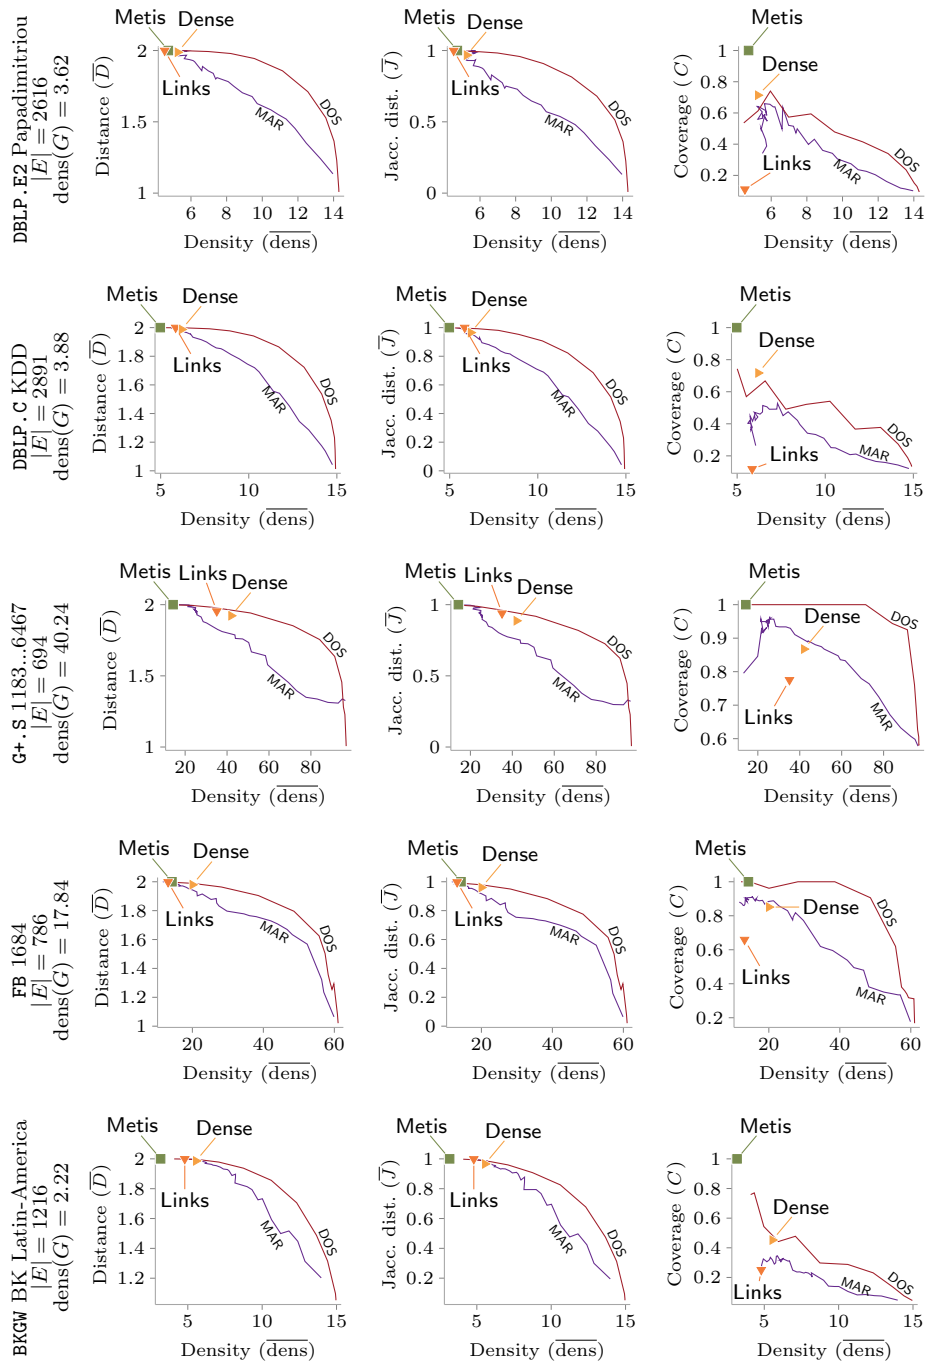 DBLP.E2 Papadimitriou
|E| = 2616
dens(G) = 3.62
Metis
Dense
Links
MAR
DOS
2
1.5
1
6 8 10 12 14
Distance (D̅)
Density (d̅e̅n̅s̅)
Metis
Dense
Links
MAR
DOS
1
0.5
0
6 8 10 12 14
Jacc. dist. (J̅)
Density (d̅e̅n̅s̅)
Metis
Dense
Links
MAR
DOS
1
0.8
0.6
0.4
0.2
6 8 10 12 14
Coverage (C)
Density (d̅e̅n̅s̅)
DBLP.C KDD
|E| = 2891
dens(G) = 3.88
Metis
Dense
Links
MAR
DOS
2
1.8
1.6
1.4
1.2
1
5 10 15
Distance (D̅)
Density (d̅e̅n̅s̅)
Metis
Dense
Links
MAR
DOS
1
0.8
0.6
0.4
0.2
0
5 10 15
Jacc. dist. (J̅)
Density (d̅e̅n̅s̅)
Metis
Dense
Links
MAR
DOS
1
0.8
0.6
0.4
0.2
5 10 15
Coverage (C)
Density (d̅e̅n̅s̅)
G+.S 1183...6467
|E| = 694
dens(G) = 40.24
Metis
Links
Dense
MAR
DOS
2
1.5
1
20 40 60 80
Distance (D̅)
Density (d̅e̅n̅s̅)
Metis
Links
Dense
MAR
DOS
1
0.5
0
20 40 60 80
Jacc. dist. (J̅)
Density (d̅e̅n̅s̅)
Metis
Dense
Links
MAR
DOS
1
0.9
0.8
0.7
0.6
20 40 60 80
Coverage (C)
Density (d̅e̅n̅s̅)
FB 1684
|E| = 786
dens(G) = 17.84
Metis
Dense
Links
MAR
DOS
2
1.8
1.6
1.4
1.2
1
20 40 60
Distance (D̅)
Density (d̅e̅n̅s̅)
Metis
Dense
Links
MAR
DOS
1
0.8
0.6
0.4
0.2
0
20 40 60
Jacc. dist. (J̅)
Density (d̅e̅n̅s̅)
Metis
Dense
Links
MAR
DOS
1
0.8
0.6
0.4
0.2
20 40 60
Coverage (C)
Density (d̅e̅n̅s̅)
BKGW BK Latin-America
|E| = 1216
dens(G) = 2.22
Metis
Dense
Links
MAR
DOS
2
1.8
1.6
1.4
1.2
5 10 15
Distance (D̅)
Density (d̅e̅n̅s̅)
Metis
Dense
Links
MAR
DOS
1
0.8
0.6
0.4
0.2
5 10 15
Jacc. dist. (J̅)
Density (d̅e̅n̅s̅)
Metis
Dense
Links
MAR
DOS
1
0.8
0.6
0.4
0.2
5 10 15
Coverage (C)
Density (d̅e̅n̅s̅)